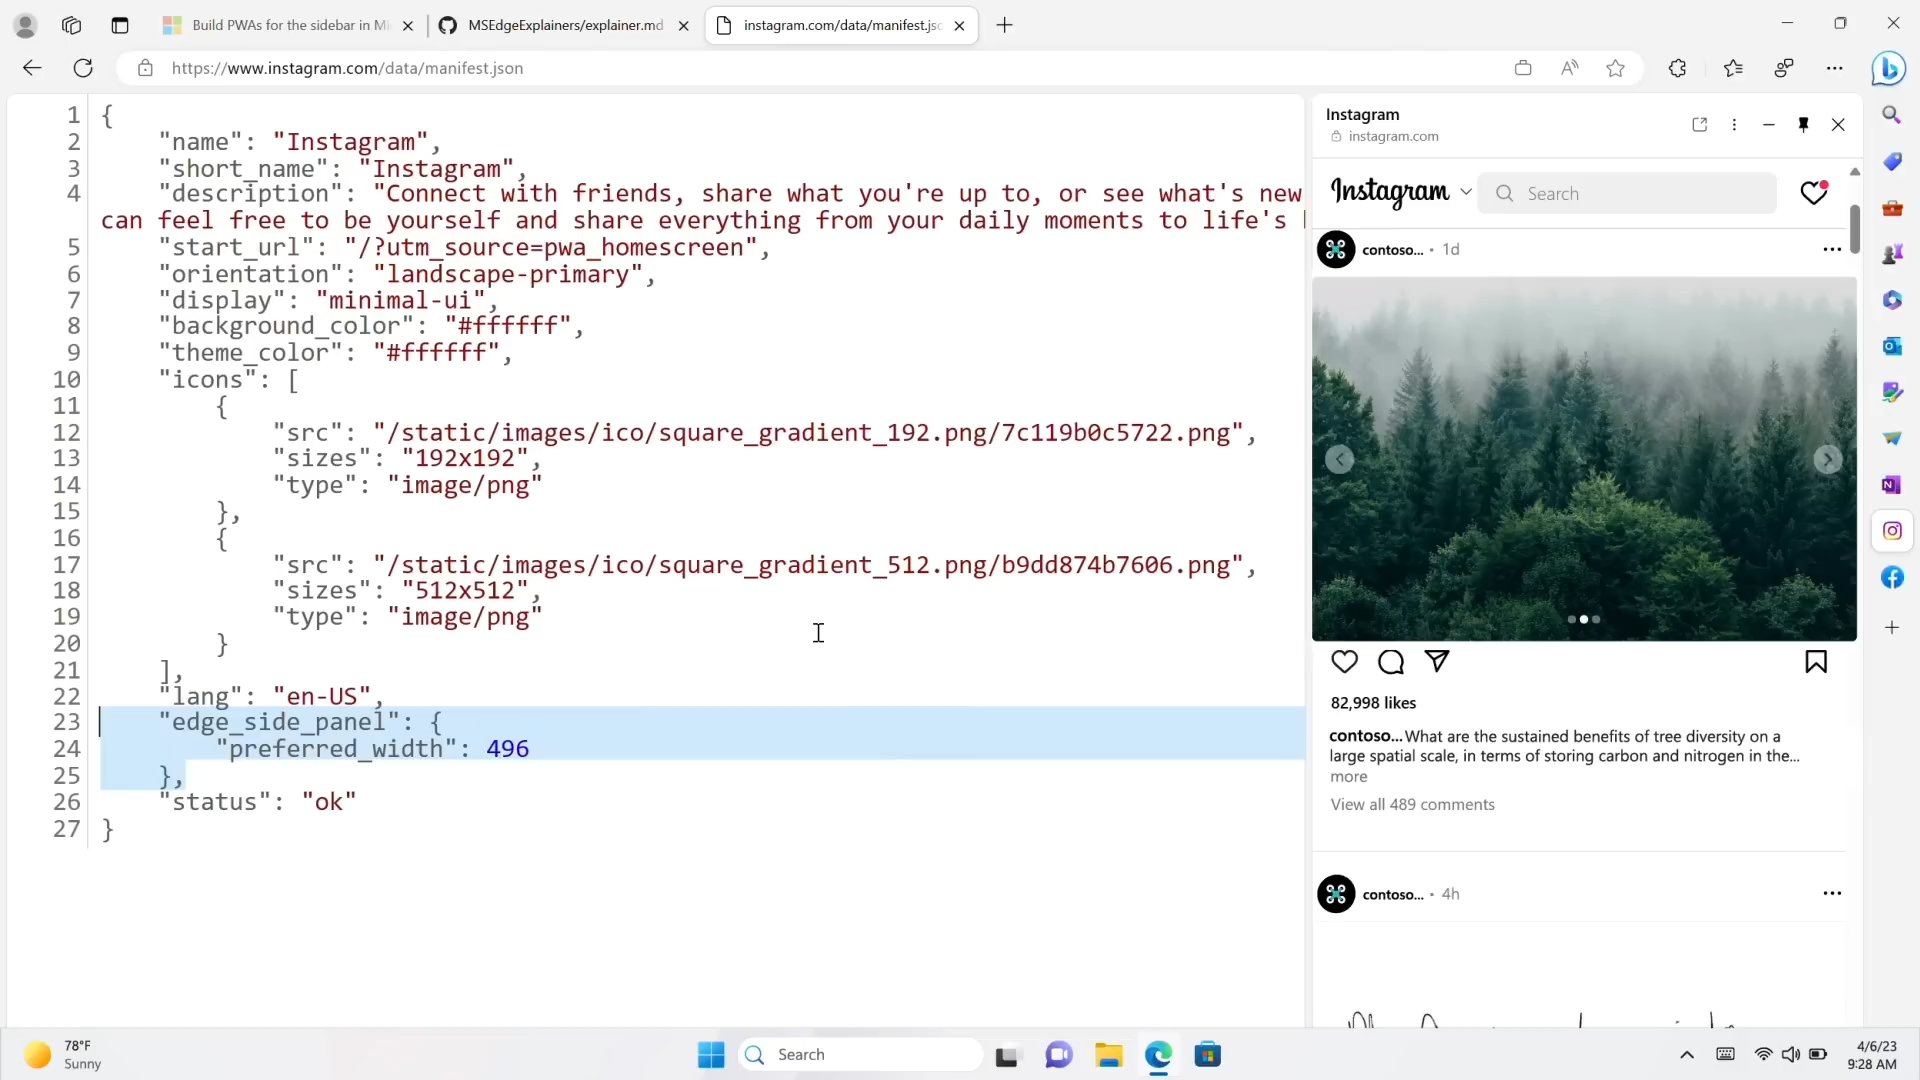 Build PWAs for the sidebar in Mi
MSEdgeExplainers/explainer.md
instagram.com/data/manifest.jsc
https://www.instagram.com/data/manifest.json
1 {
2 "name": "Instagram",
3 "short_name": "Instagram",
4 "description": "Connect with friends, share what you're up to, or see what's new
can feel free to be yourself and share everything from your daily moments to life's
5 "start_url": "/?utm_source=pwa_homescreen",
6 "orientation": "landscape-primary",
7 "display": "minimal-ui",
8 "background_color": "#ffffff",
9 "theme_color": "#ffffff",
10 "icons": [
11 {
12 "src": "/static/images/ico/square_gradient_192.png/7c119b0c5722.png",
13 "sizes": "192x192",
14 "type": "image/png"
15 },
16 {
17 "src": "/static/images/ico/square_gradient_512.png/b9dd874b7606.png",
18 "sizes": "512x512",
19 "type": "image/png"
20 }
21 ],
22 "lang": "en-US",
23 "edge_side_panel": {
24 "preferred_width": 496
25 },
26 "status": "ok"
27 }
Instagram
instagram.com
Instagram
Search
contoso... • 1d
82,998 likes
contoso... What are the sustained benefits of tree diversity on a
large spatial scale, in terms of storing carbon and nitrogen in the...
more
View all 489 comments
contoso... • 4h
78°F
Sunny
Search
4/6/23
9:28 AM